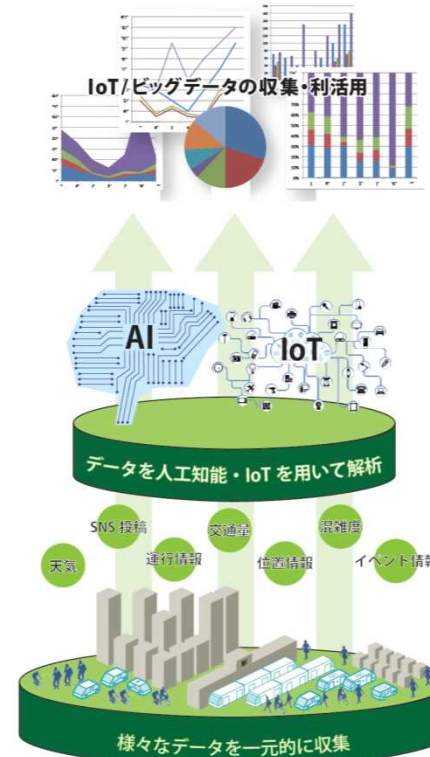 IoT/ビッグデータの収集・利活用
AI
IoT
データを人工知能・IoTを用いて解析
SNS 投稿
交通量
混雑度
天気
運行情報
位置情報
イベント情報
様々なデータを一元的に収集